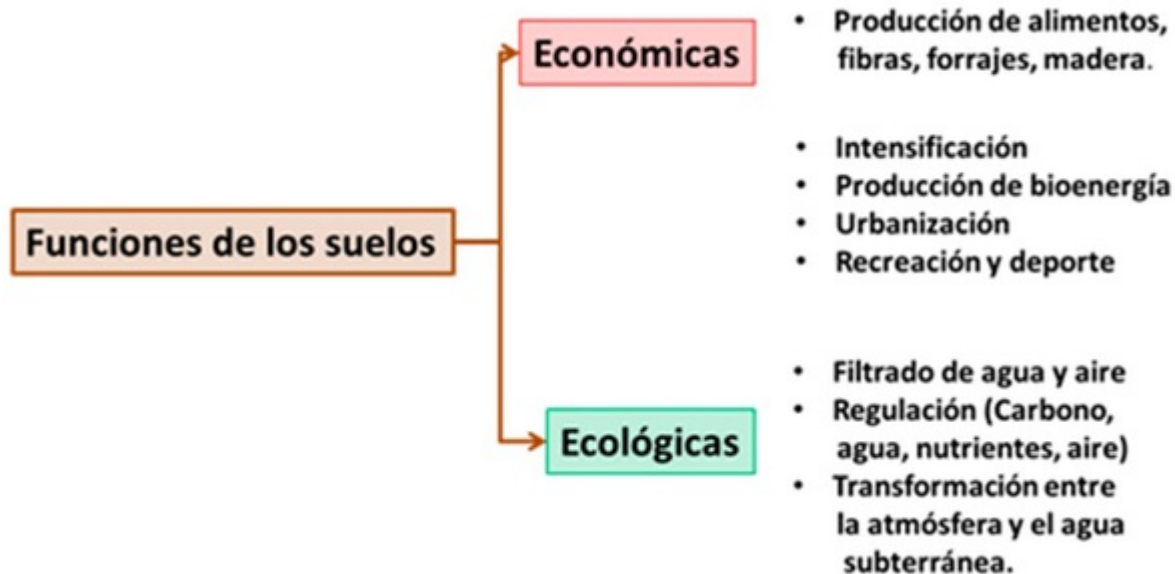 Funciones de los suelos
Económicas
• Producción de alimentos,
fibras, forrajes, madera.
• Intensificación
• Producción de bioenergía
• Urbanización
• Recreación y deporte
Ecológicas
• Filtrado de agua y aire
• Regulación (Carbono,
agua, nutrientes, aire)
• Transformación entre
la atmósfera y el agua
subterránea.